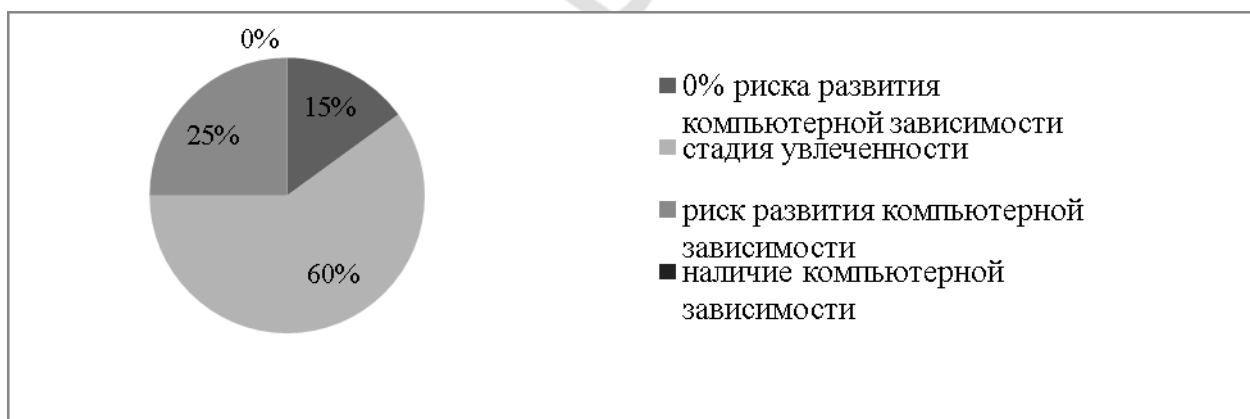 0%
15%
25%
60%
0% риска развития
компьютерной зависимости
стадия увлеченности
риск развития компьютерной
зависимости
наличие компьютерной
зависимости